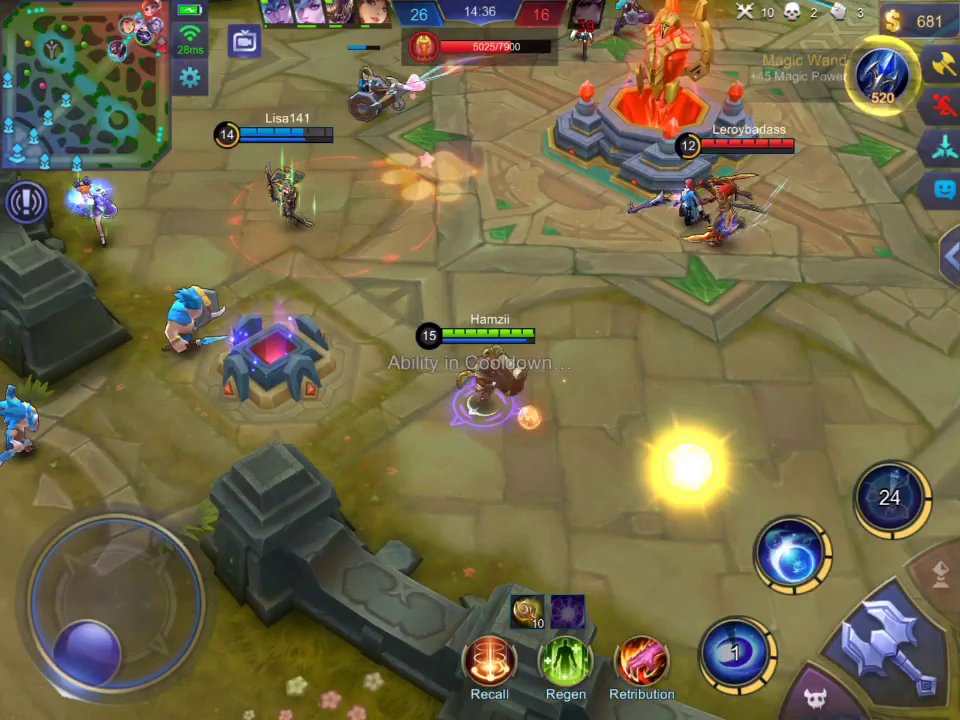 26
14:36
16
10
2
3
681
28ms
5025/7900
Magic Wand
+45 Magic Power
520
Lisa141
14
Leroybadass
12
Hamzii
15
Ability in Cooldown...
24
10
1
Recall
Regen
Retribution